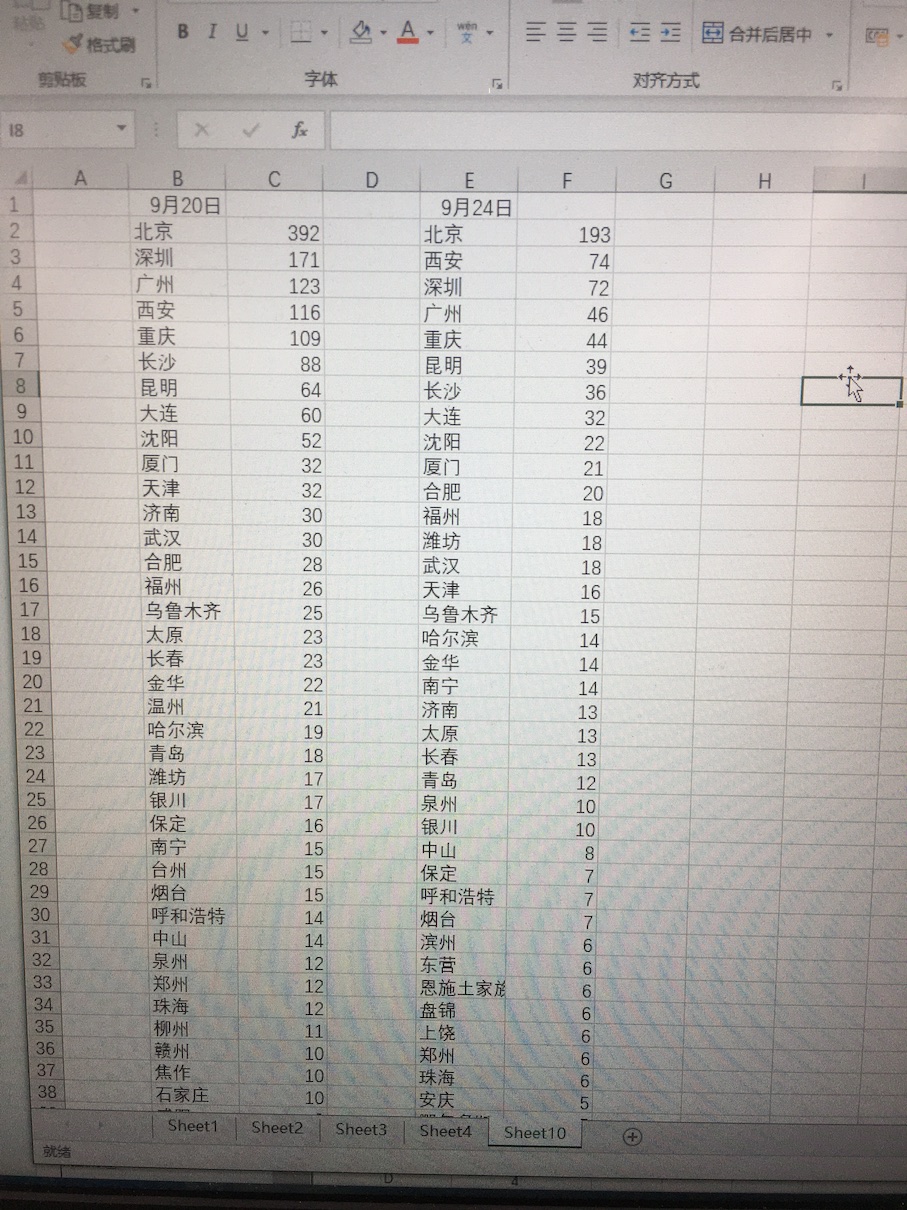 粘贴
复制
格式刷
剪贴板
B I U A wén 文
字体
合并后居中
对齐方式
I8 fx
A B C D E F G H I
1 9月20日 9月24日
2 北京 392 北京 193
3 深圳 171 西安 74
4 广州 123 深圳 72
5 西安 116 广州 46
6 重庆 109 重庆 44
7 长沙 88 昆明 39
8 昆明 64 长沙 36
9 大连 60 大连 32
10 沈阳 52 沈阳 22
11 厦门 32 厦门 21
12 天津 32 合肥 20
13 济南 30 福州 18
14 武汉 30 潍坊 18
15 合肥 28 武汉 18
16 福州 26 天津 16
17 乌鲁木齐 25 乌鲁木齐 15
18 太原 23 哈尔滨 14
19 长春 23 金华 14
20 金华 22 南宁 14
21 温州 21 济南 13
22 哈尔滨 19 太原 13
23 青岛 18 长春 13
24 潍坊 17 青岛 12
25 银川 17 泉州 10
26 保定 16 银川 10
27 南宁 15 中山 8
28 台州 15 保定 7
29 烟台 15 呼和浩特 7
30 呼和浩特 14 烟台 7
31 中山 14 滨州 6
32 泉州 12 东营 6
33 郑州 12 恩施土家族 6
34 珠海 12 盘锦 6
35 柳州 11 上饶 6
36 赣州 10 郑州 6
37 焦作 10 珠海 6
38 石家庄 10 安庆 5
Sheet1 Sheet2 Sheet3 Sheet4 Sheet10
就绪
D 4